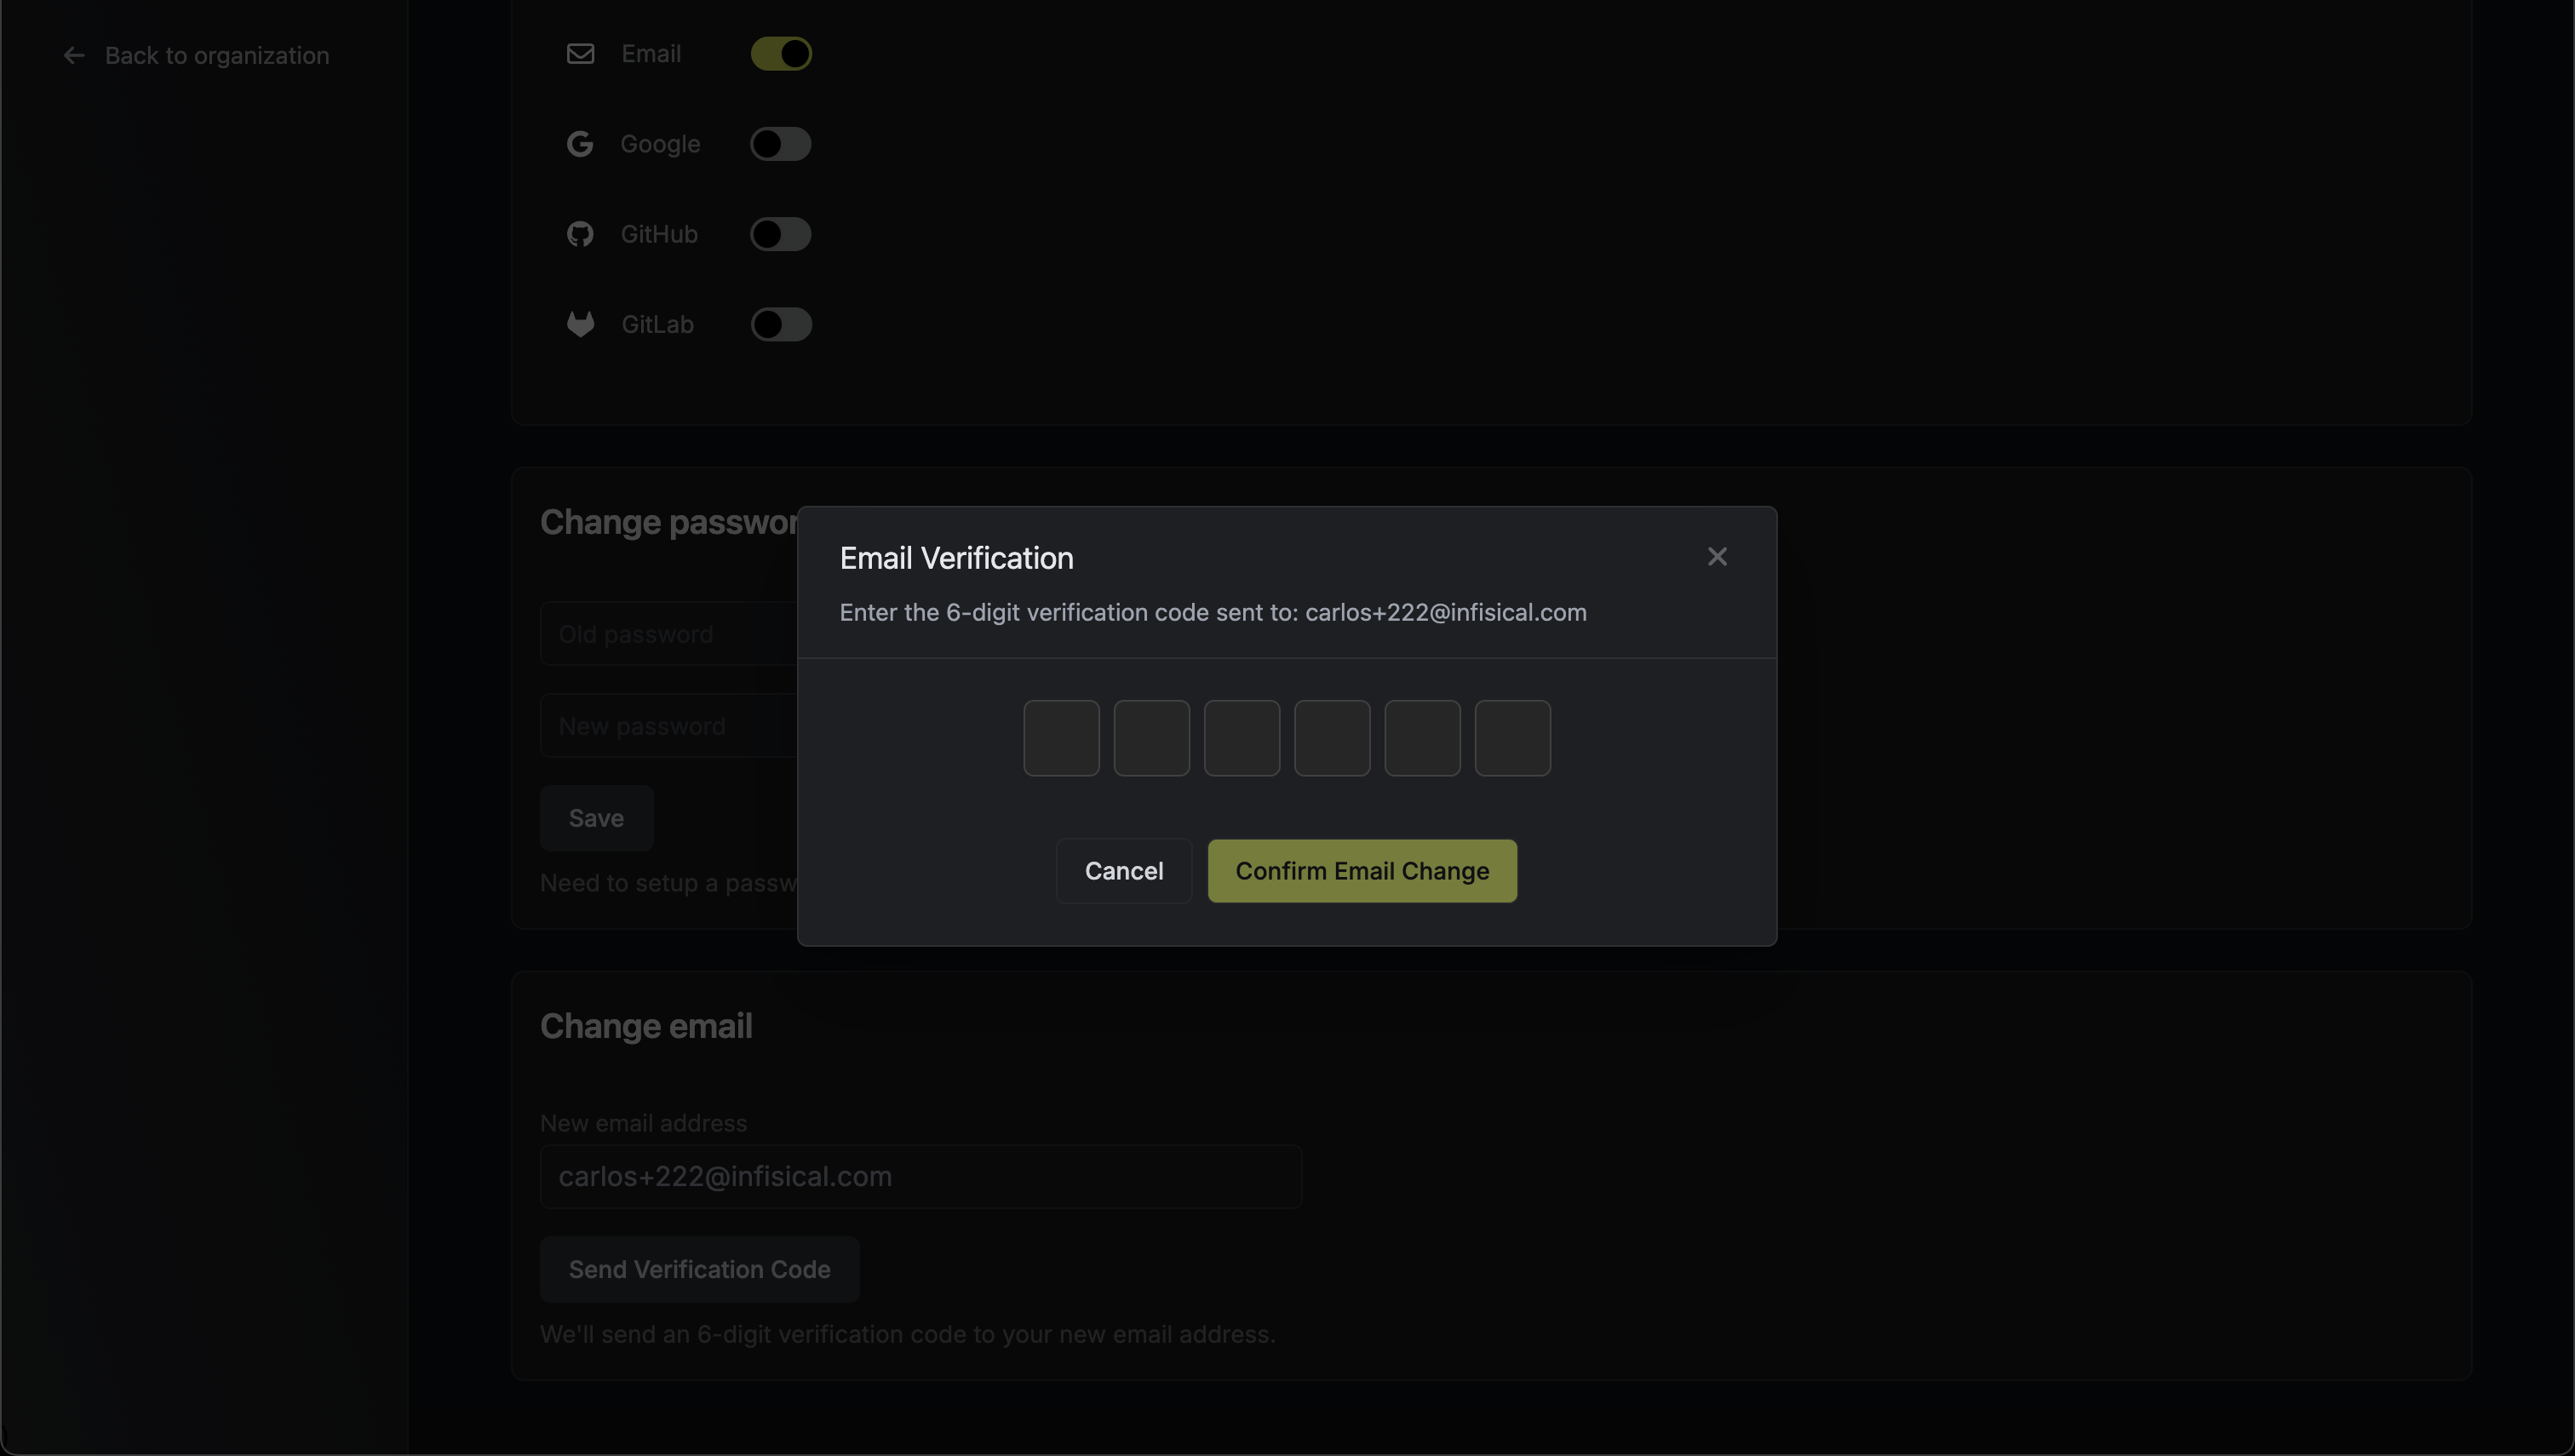 Back to organization
Email
Google
GitHub
GitLab
Change passwor
Email Verification
Enter the 6-digit verification code sent to: carlos+222@infisical.com
Old password
New password
Save
Cancel
Confirm Email Change
Need to setup a passw
Change email
New email address
carlos+222@infisical.com
Send Verification Code
We'll send an 6-digit verification code to your new email address.